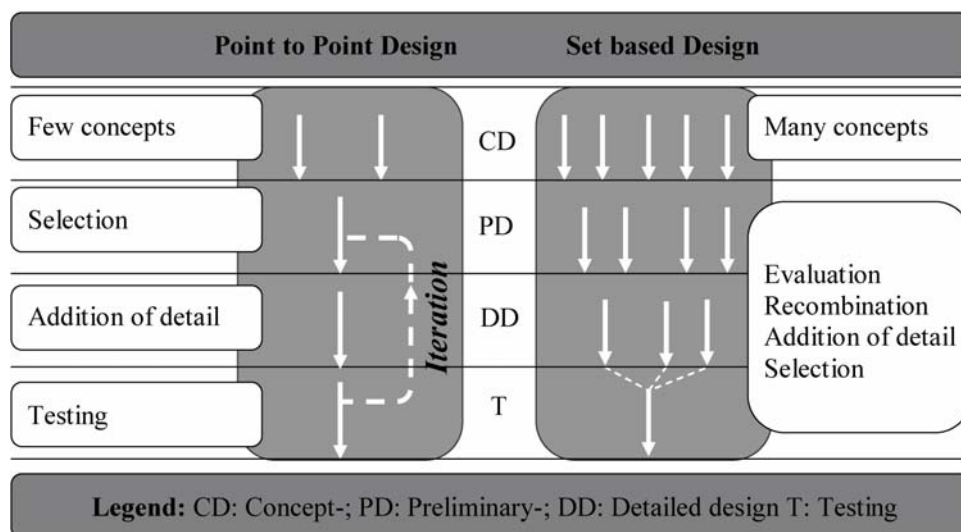 Point to Point Design
Set based Design
Few concepts
CD
Many concepts
Selection
PD
Evaluation
Recombination
Addition of detail
Selection
Addition of detail
Iteration
DD
Testing
T
Legend: CD: Concept-; PD: Preliminary-; DD: Detailed design T: Testing